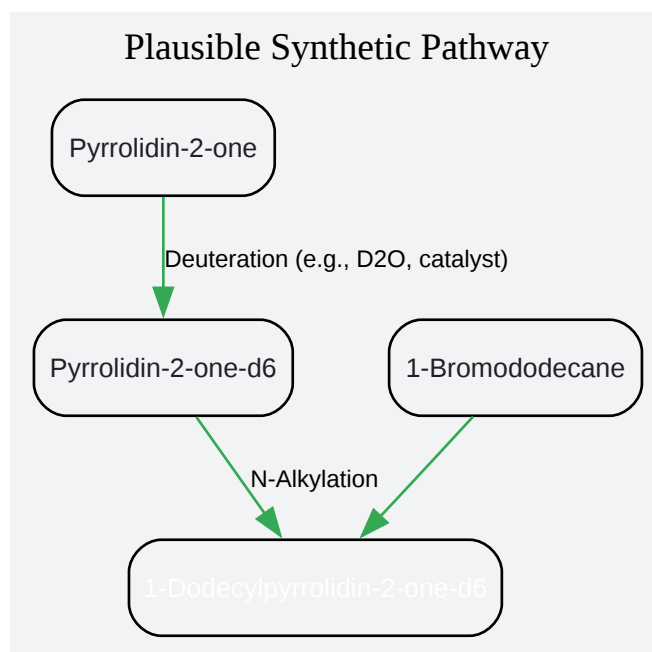 Plausible Synthetic Pathway
Pyrrolidin-2-one
Deuteration (e.g., D2O, catalyst)
Pyrrolidin-2-one-d6
1-Bromododecane
N-Alkylation
1-Dodecylpyrrolidin-2-one-d6